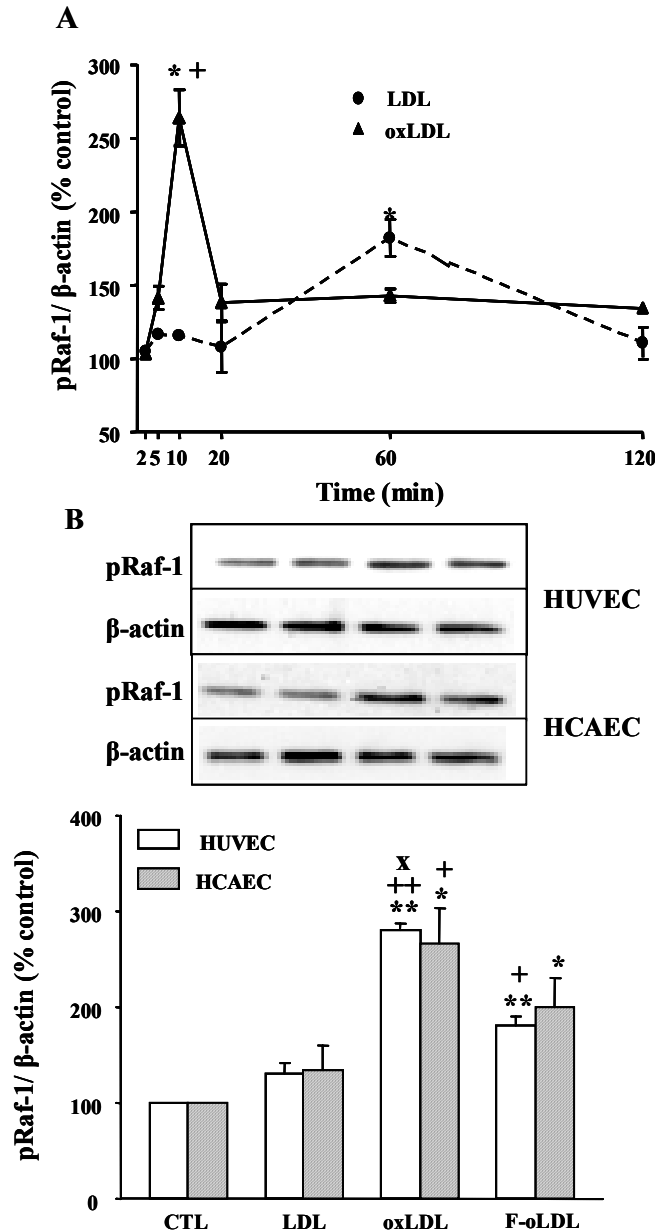 A
pRaf-1/ β-actin (% control)
300
250
200
150
100
50
* +
*
LDL
oxLDL
2 5 10 20 60 120
Time (min)
B
pRaf-1
β-actin
HUVEC
pRaf-1
β-actin
HCAEC
pRaf-1/ β-actin (% control)
400
300
200
100
0
HUVEC
HCAEC
x
++
**
+
*
+
**
*
CTL LDL oxLDL F-oLDL